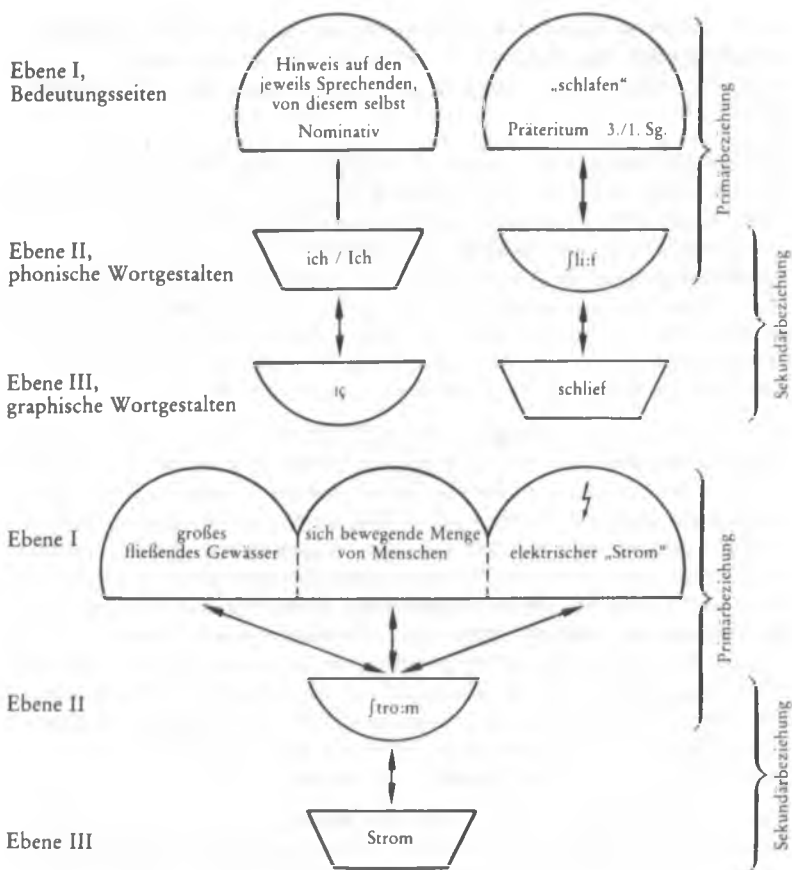 Ebene I,
Bedeutungsseiten
Hinweis auf den
jeweils Sprechenden,
von diesem selbst
Nominativ
„schlafen“
Präteritum 3./1. Sg.
Primärbeziehung
Ebene II,
phonische Wortgestalten
ich / Ich
ʃli:f
Sekundärbeziehung
Ebene III,
graphische Wortgestalten
iç
schlief
Ebene I
großes
fließendes Gewässer
sich bewegende Menge
von Menschen
elektrischer „Strom“
Primärbeziehung
Ebene II
ʃtro:m
Sekundärbeziehung
Ebene III
Strom